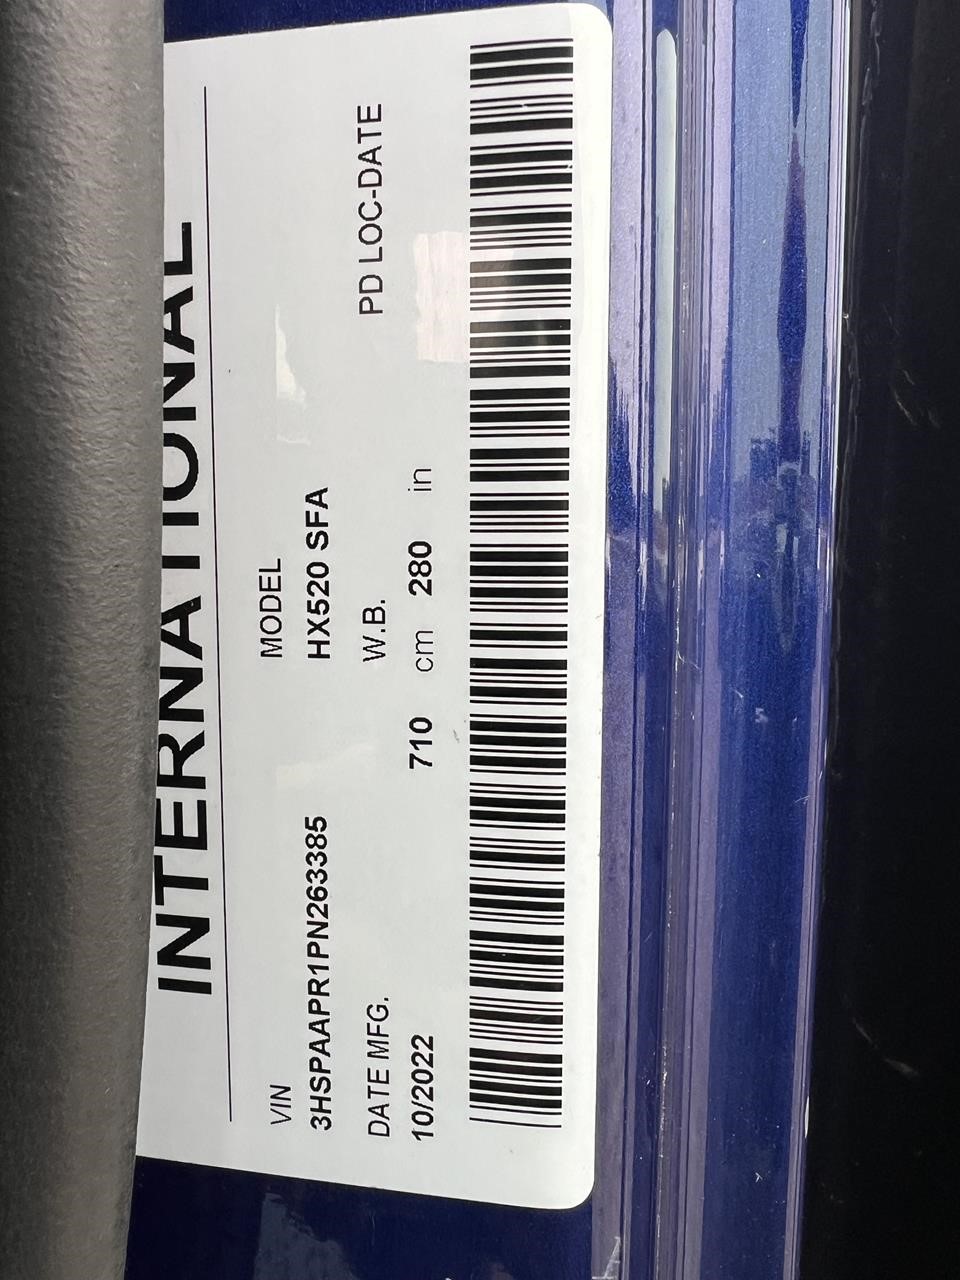 INTERNATIONAL
VIN MODEL
3HSPAAPR1PN263385 HX520 SFA
DATE MFG. W.B. PD LOC-DATE
10/2022 710 cm 280 in